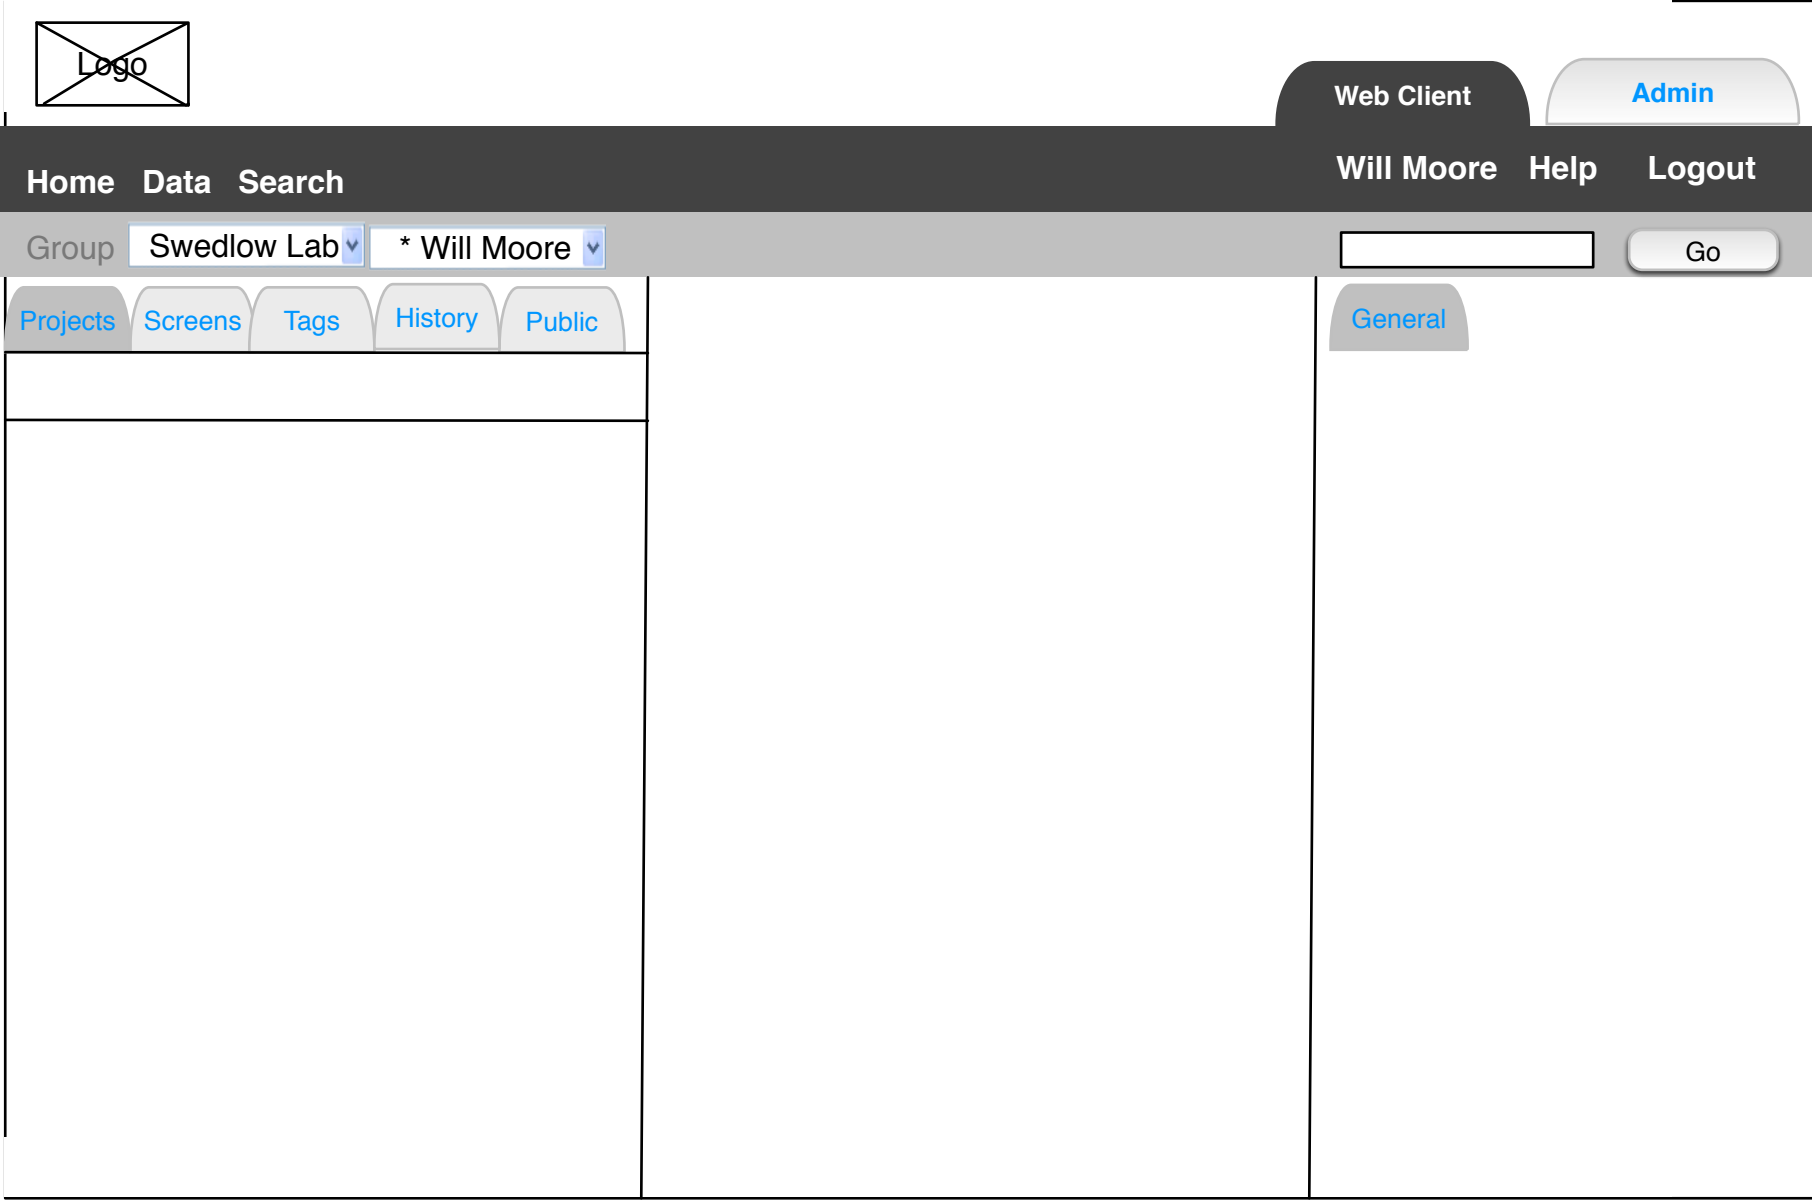 Logo
Web Client Admin
Home Data Search Will Moore Help Logout
Group Swedlow Lab * Will Moore Go
Projects Screens Tags History Public General